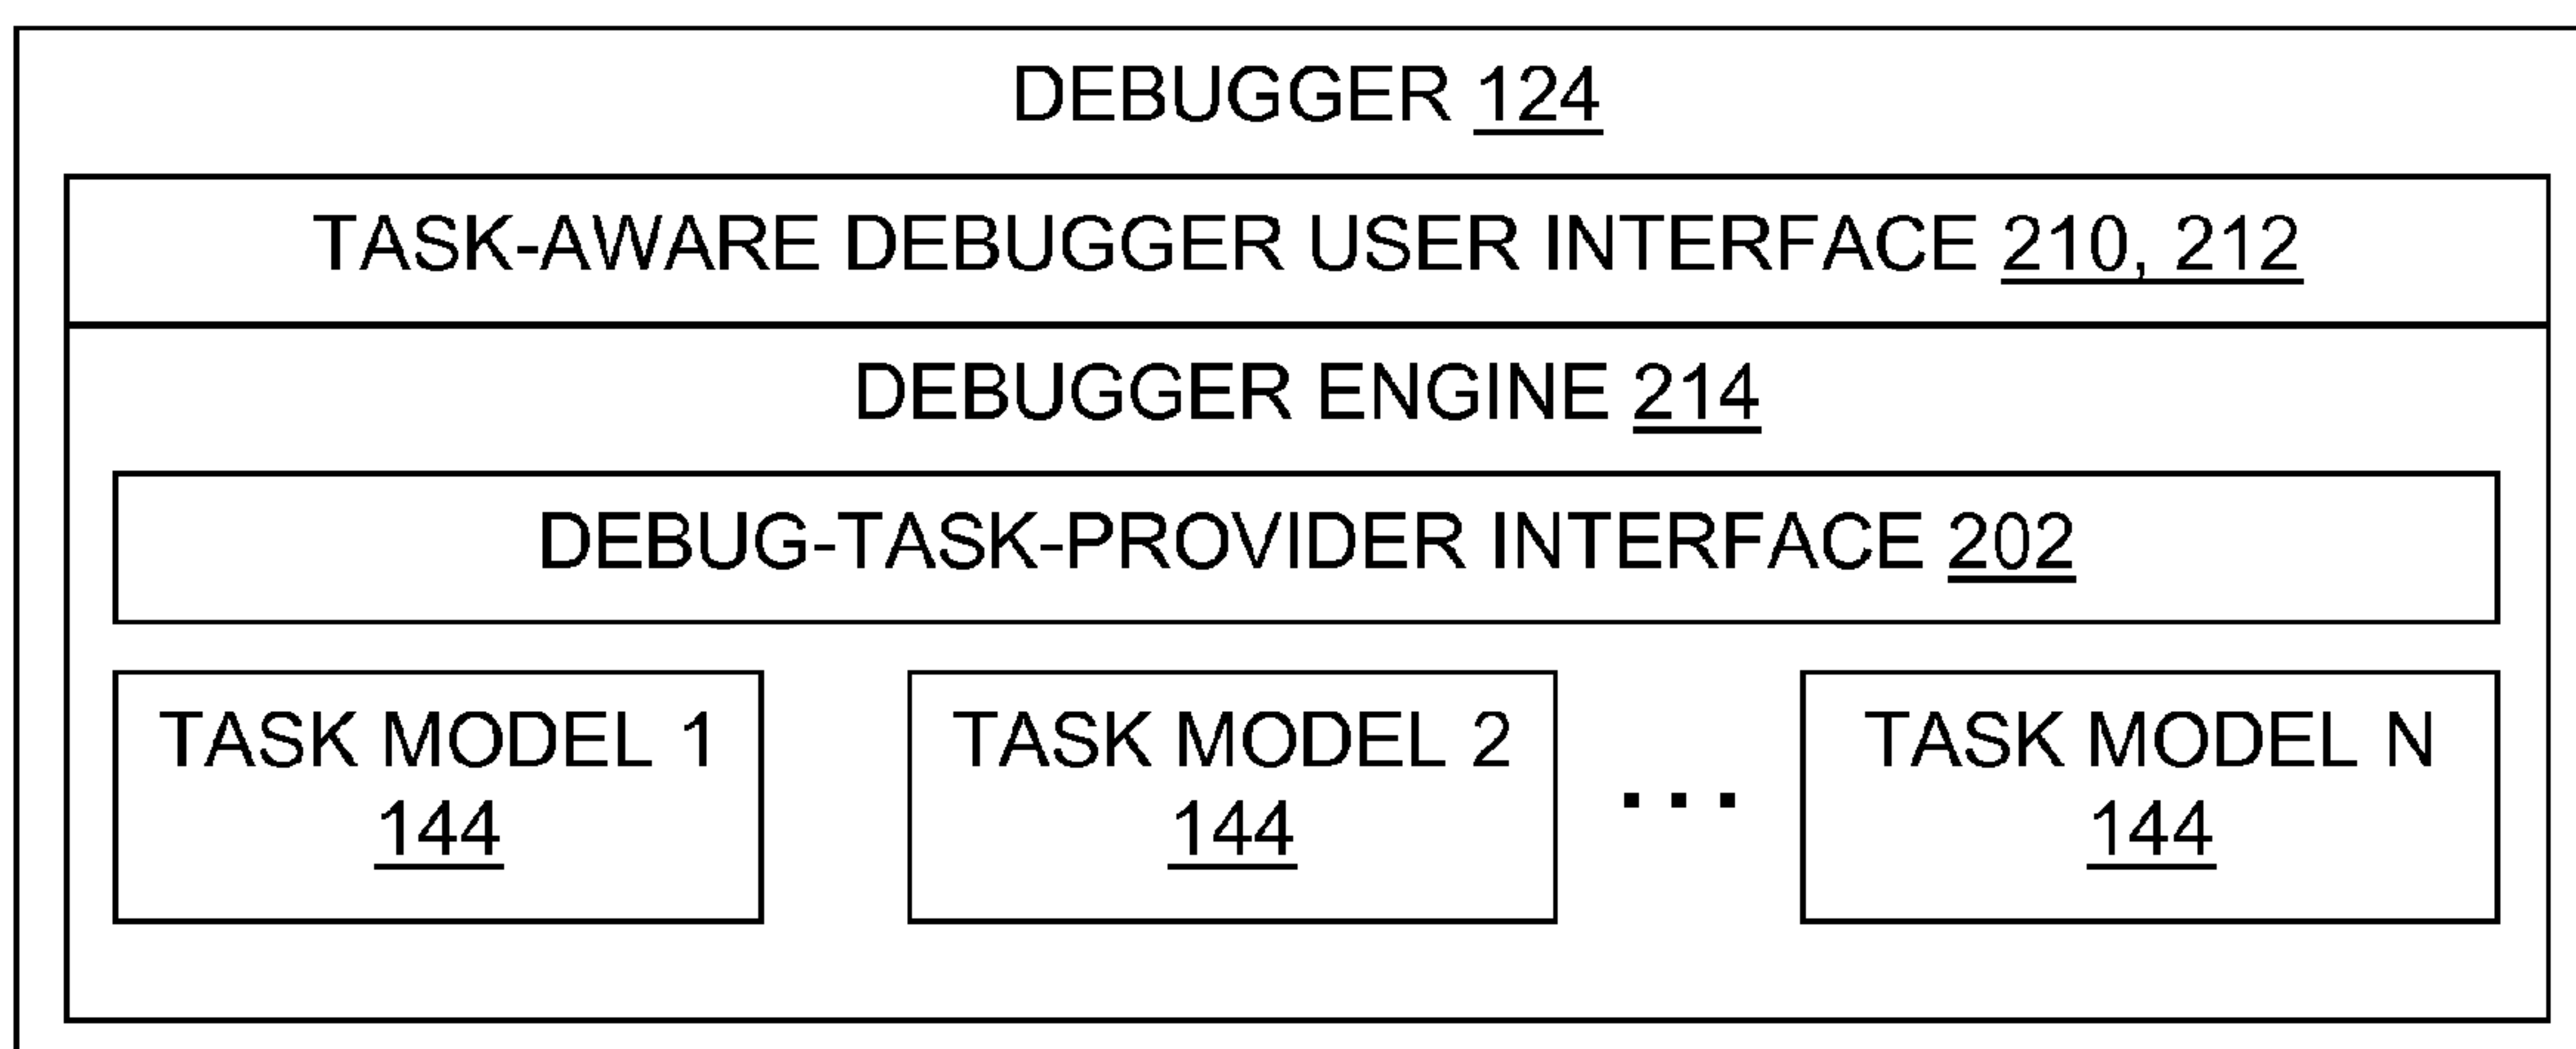 DEBUGGER 124
TASK-AWARE DEBUGGER USER INTERFACE 210, 212
DEBUGGER ENGINE 214
DEBUG-TASK-PROVIDER INTERFACE 202
TASK MODEL 1
144
TASK MODEL 2
144
. . .
TASK MODEL N
144